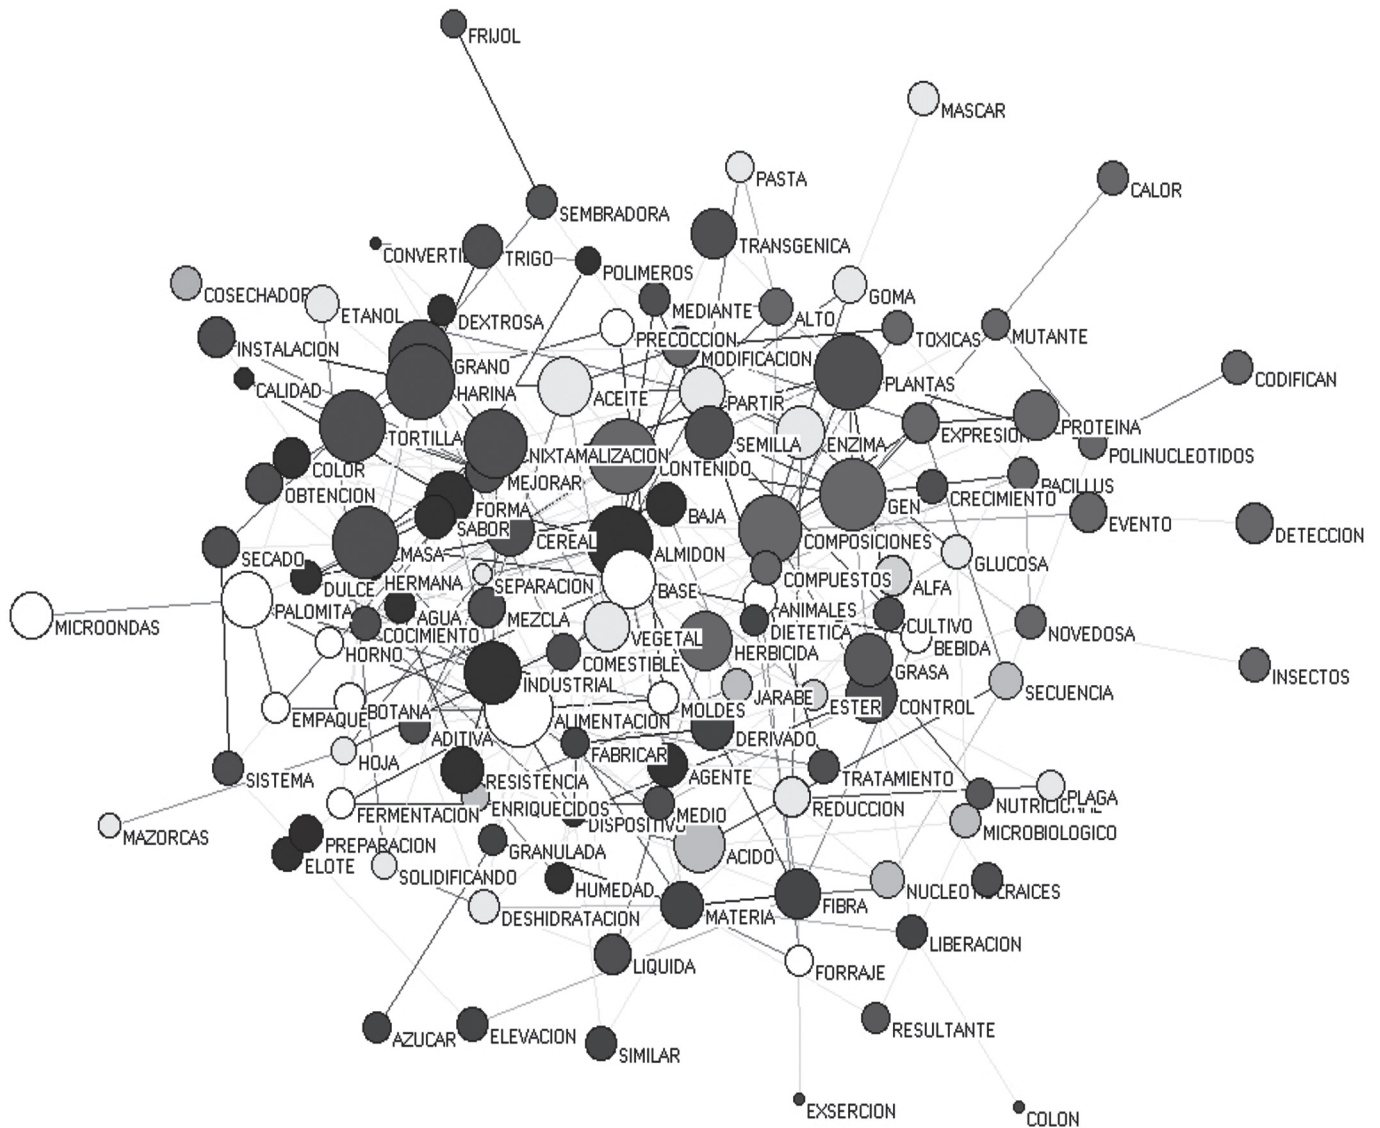 FRIJOL
MASCAR
PASTA
CALOR
SEMBRADORA
TRANSGENICA
TRIGO
POLIMEROS
COSECHADOR
ETANOL
DEXTROSA
MEDIANTE
GOMA
ALTO
PRECOCCION
TOXICAS
MUTANTE
INSTALACION
MODIFICACION
GRANO
CODIFICAN
CALIDAD
HARINA
ACEITE
PARTIR
PLANTAS
TORTILLA
SEMILLA
ENZIMA
EXPRESION
PROTEINA
NIXTAMALIZACION
POLINUCLEOTIDOS
COLOR
CONTENIDO
MEJORAR
BACILLUS
OBTENCION
CRECIMIENTO
FORMA
GEN
BAJA
EVENTO
SABOR
DETECCION
CEREAL
COMPOSICIONES
MASA
ALMIDON
SECADO
GLUCOSA
HERMANA
SEPARACION
COMPUESTOS
DULCE
BASE
ALFA
PALOMITA
ANIMALES
AGUA
MEZCLA
MICROONDAS
CULTIVO
DIETETICA
NOVEDOSA
COCIMIENTO
VEGETAL
BEBIDA
HORNO
HERBICIDA
COMESTIBLE
GRASA
INSECTOS
INDUSTRIAL
SECUENCIA
JARABE
ESTER
CONTROL
MOLDES
BOTANA
EMPAQUE
ALIMENTACION
ADITIVA
DERIVADO
FABRICAR
HOJA
AGENTE
TRATAMIENTO
SISTEMA
RESISTENCIA
PLAGA
REDUCCION
ENRIQUECIDOS
FERMENTACION
MEDIO
DISPOSITIVO
MICROBIOLOGICO
MAZORCAS
PREPARACION
GRANULADA
ACIDO
ELOTE
SOLIDIFICANDO
HUMEDAD
RAICES
FIBRA
MATERIA
DESHIDRATACION
LIBERACION
LIQUIDA
FORRAJE
RESULTANTE
ELEVACION
AZUCAR
SIMILAR
EXSERCION
COLON